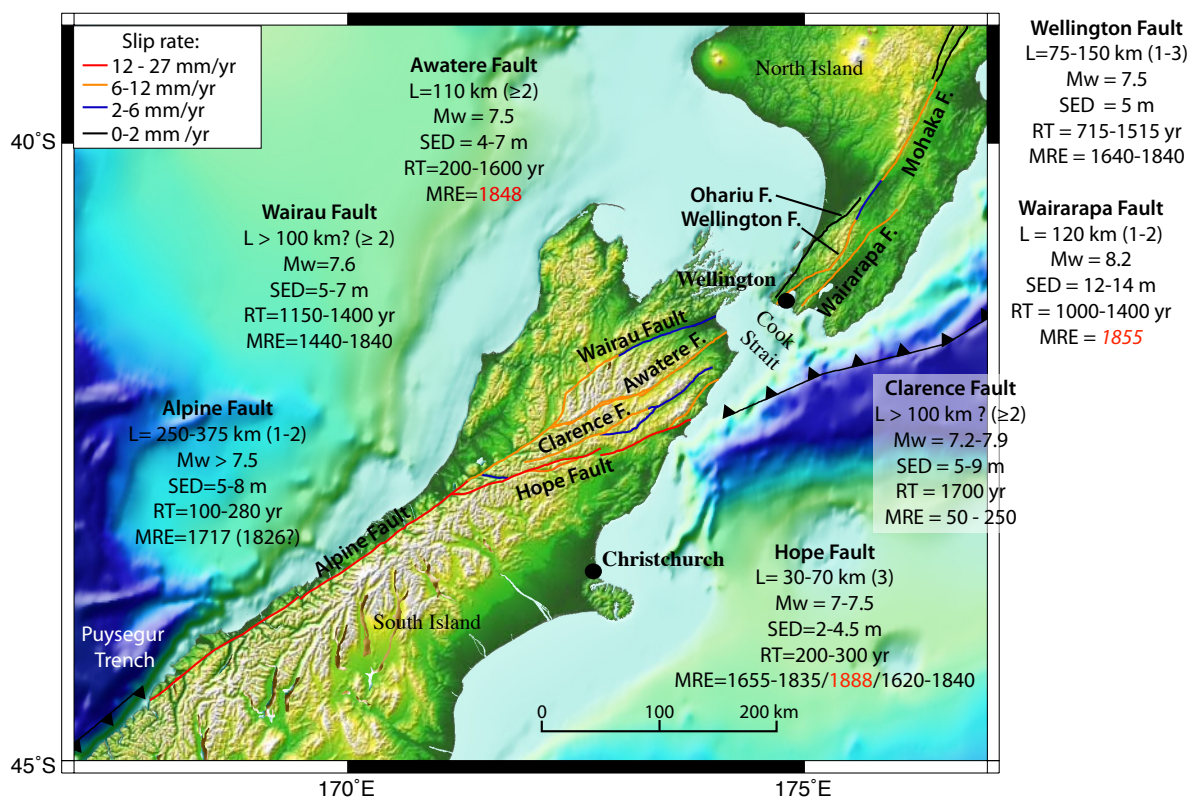 Slip rate:
12 - 27 mm/yr
6-12 mm/yr
2-6 mm /yr
0-2 mm /yr
Awatere Fault
L=110 km (≥2)
Mw = 7.5
SED = 4-7 m
RT=200-1600 yr
MRE=1848
Wairau Fault
L > 100 km? (≥ 2)
Mw=7.6
SED=5-7 m
RT=1150-1400 yr
MRE=1440-1840
Alpine Fault
L= 250-375 km (1-2)
Mw > 7.5
SED=5-8 m
RT=100-280 yr
MRE=1717 (1826?)
Wellington Fault
L=75-150 km (1-3)
Mw = 7.5
SED = 5 m
RT = 715-1515 yr
MRE = 1640-1840
Wairarapa Fault
L = 120 km (1-2)
Mw = 8.2
SED = 12-14 m
RT = 1000-1400 yr
MRE = 1855
Clarence Fault
L > 100 km ? (≥2)
Mw = 7.2-7.9
SED = 5-9 m
RT = 1700 yr
MRE = 50 - 250
Hope Fault
L= 30-70 km (3)
Mw = 7-7.5
SED=2-4.5 m
RT=200-300 yr
MRE=1655-1835/1888/1620-1840
North Island
Mohaka F.
Ohariu F.
Wellington F.
Wairarapa F.
Wellington
Cook
Strait
Wairau Fault
Awatere F.
Clarence F.
Hope Fault
Alpine Fault
Christchurch
South Island
Puysegur
Trench
0 100 200 km
40°S
45°S
170°E
175°E